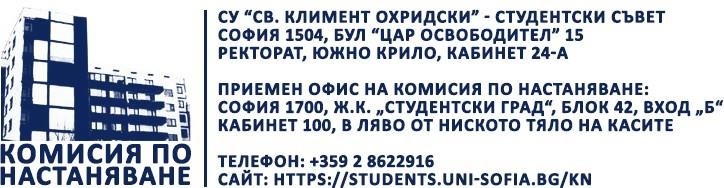 СУ “СВ. КЛИМЕНТ ОХРИДСКИ” - СТУДЕНТСКИ СЪВЕТ
СОФИЯ 1504, БУЛ “ЦАР ОСВОБОДИТЕЛ” 15
РЕКТОРАТ, ЮЖНО КРИЛО, КАБИНЕТ 24-А
ПРИЕМЕН ОФИС НА КОМИСИЯ ПО НАСТАНЯВАНЕ:
СОФИЯ 1700, Ж.К. „СТУДЕНТСКИ ГРАД“, БЛОК 42, ВХОД „Б“
КАБИНЕТ 100, В ЛЯВО ОТ НИСКОТО ТЯЛО НА КАСИТЕ
ТЕЛЕФОН: +359 2 8622916
САЙТ: HTTPS://STUDENTS.UNI-SOFIA.BG/KN
КОМИСИЯ ПО
НАСТАНЯВАНЕ